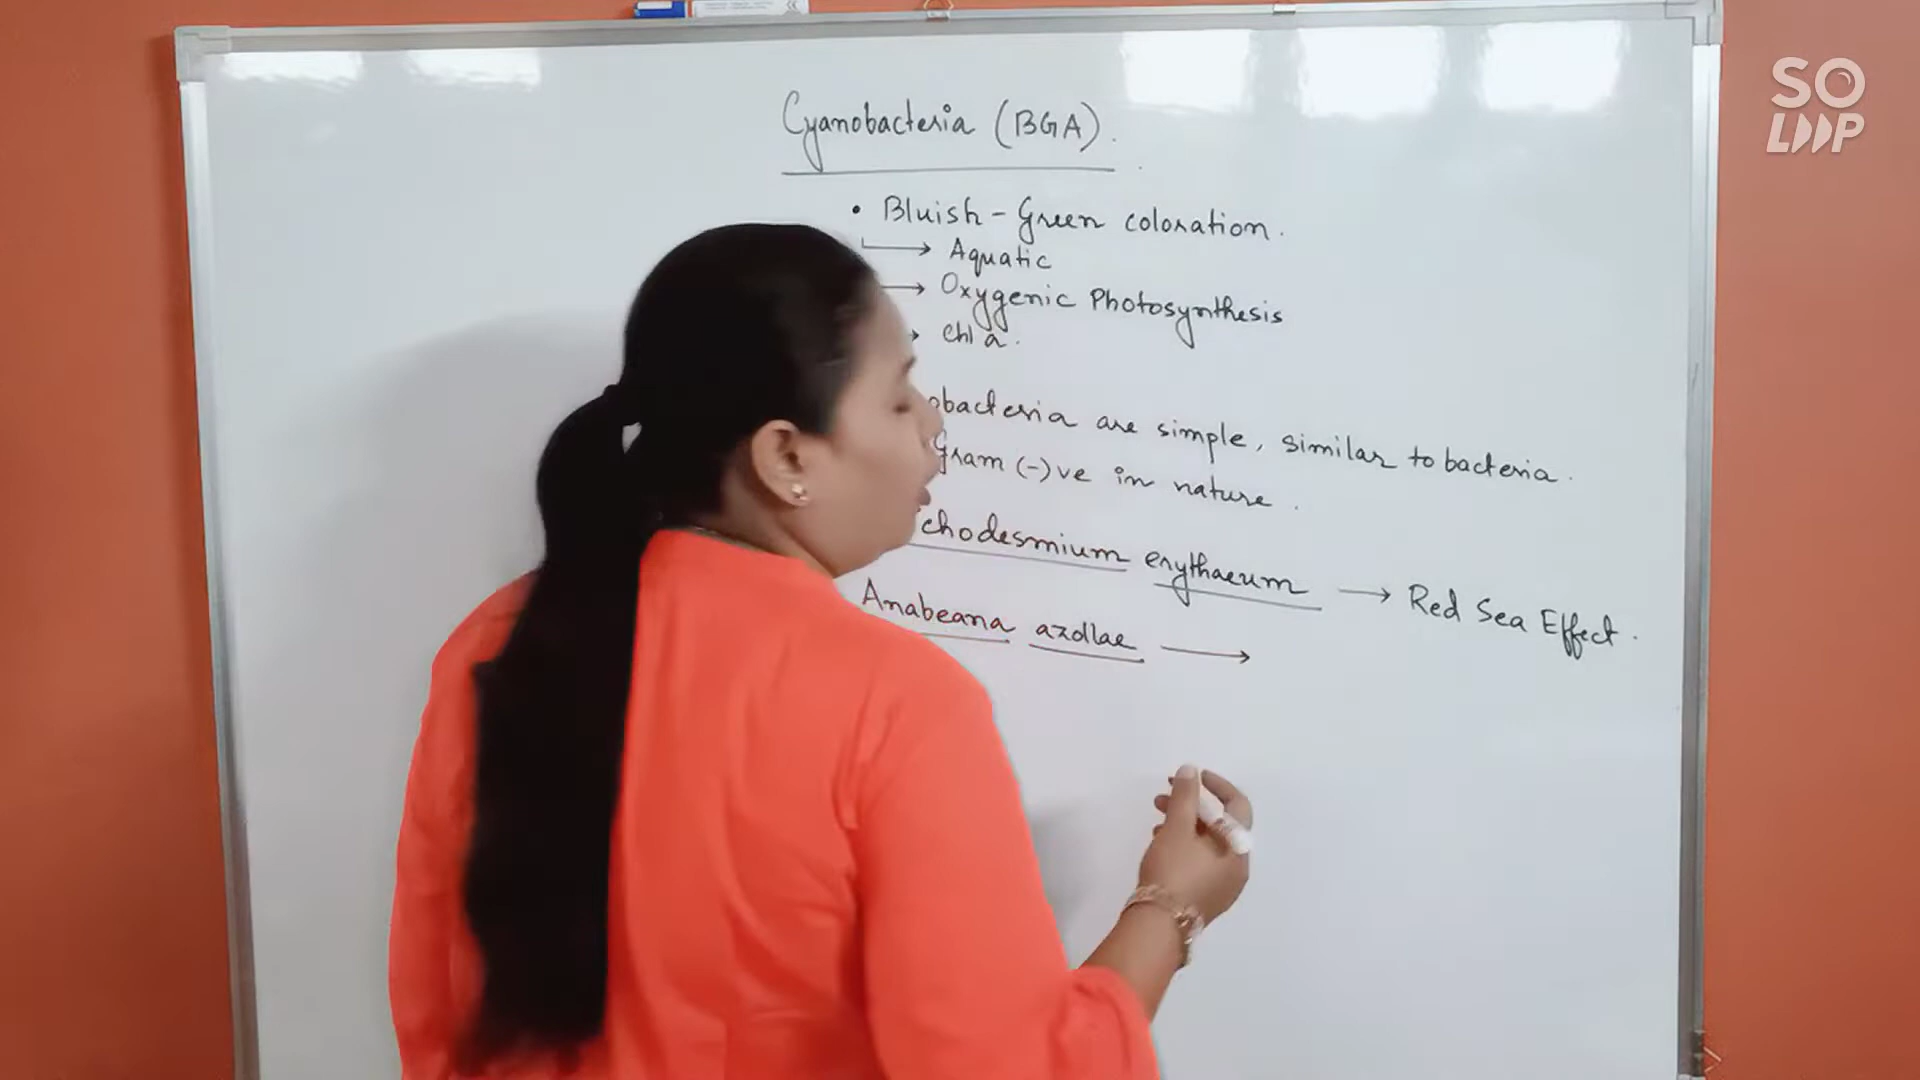 SO
LOOP
Cyanobacteria (BGA).
• Bluish-Green coloration.
→ Aquatic
→ Oxygenic Photosynthesis
→ Chl a.
obacteria are simple, similar to bacteria.
Gram (-)ve in nature.
chodesmium erythaeum → Red Sea Effect.
Anabeana azollae →